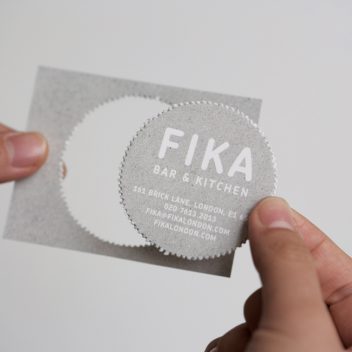 FIKA
BAR & KITCHEN
161 BRICK LANE, LONDON, E1 6
020 7613 2013
FIKA@FIKALONDON.COM
FIKALONDON.COM